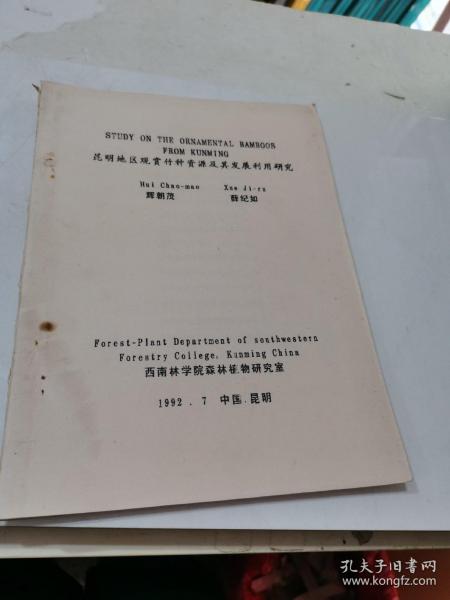 STUDY ON THE ORNAMENTAL BAMBOOS
FROM KUNMING
昆明地区观赏竹种资源及其发展利用研究
Hui Chao-mao Xue Ji-ru
辉朝茂 薛纪如
Forest-Plant Department of southwestern
Forestry College, Kunming China
西南林学院森林植物研究室
1992 . 7 中国.昆明
孔夫子旧书网
www.kongfz.com